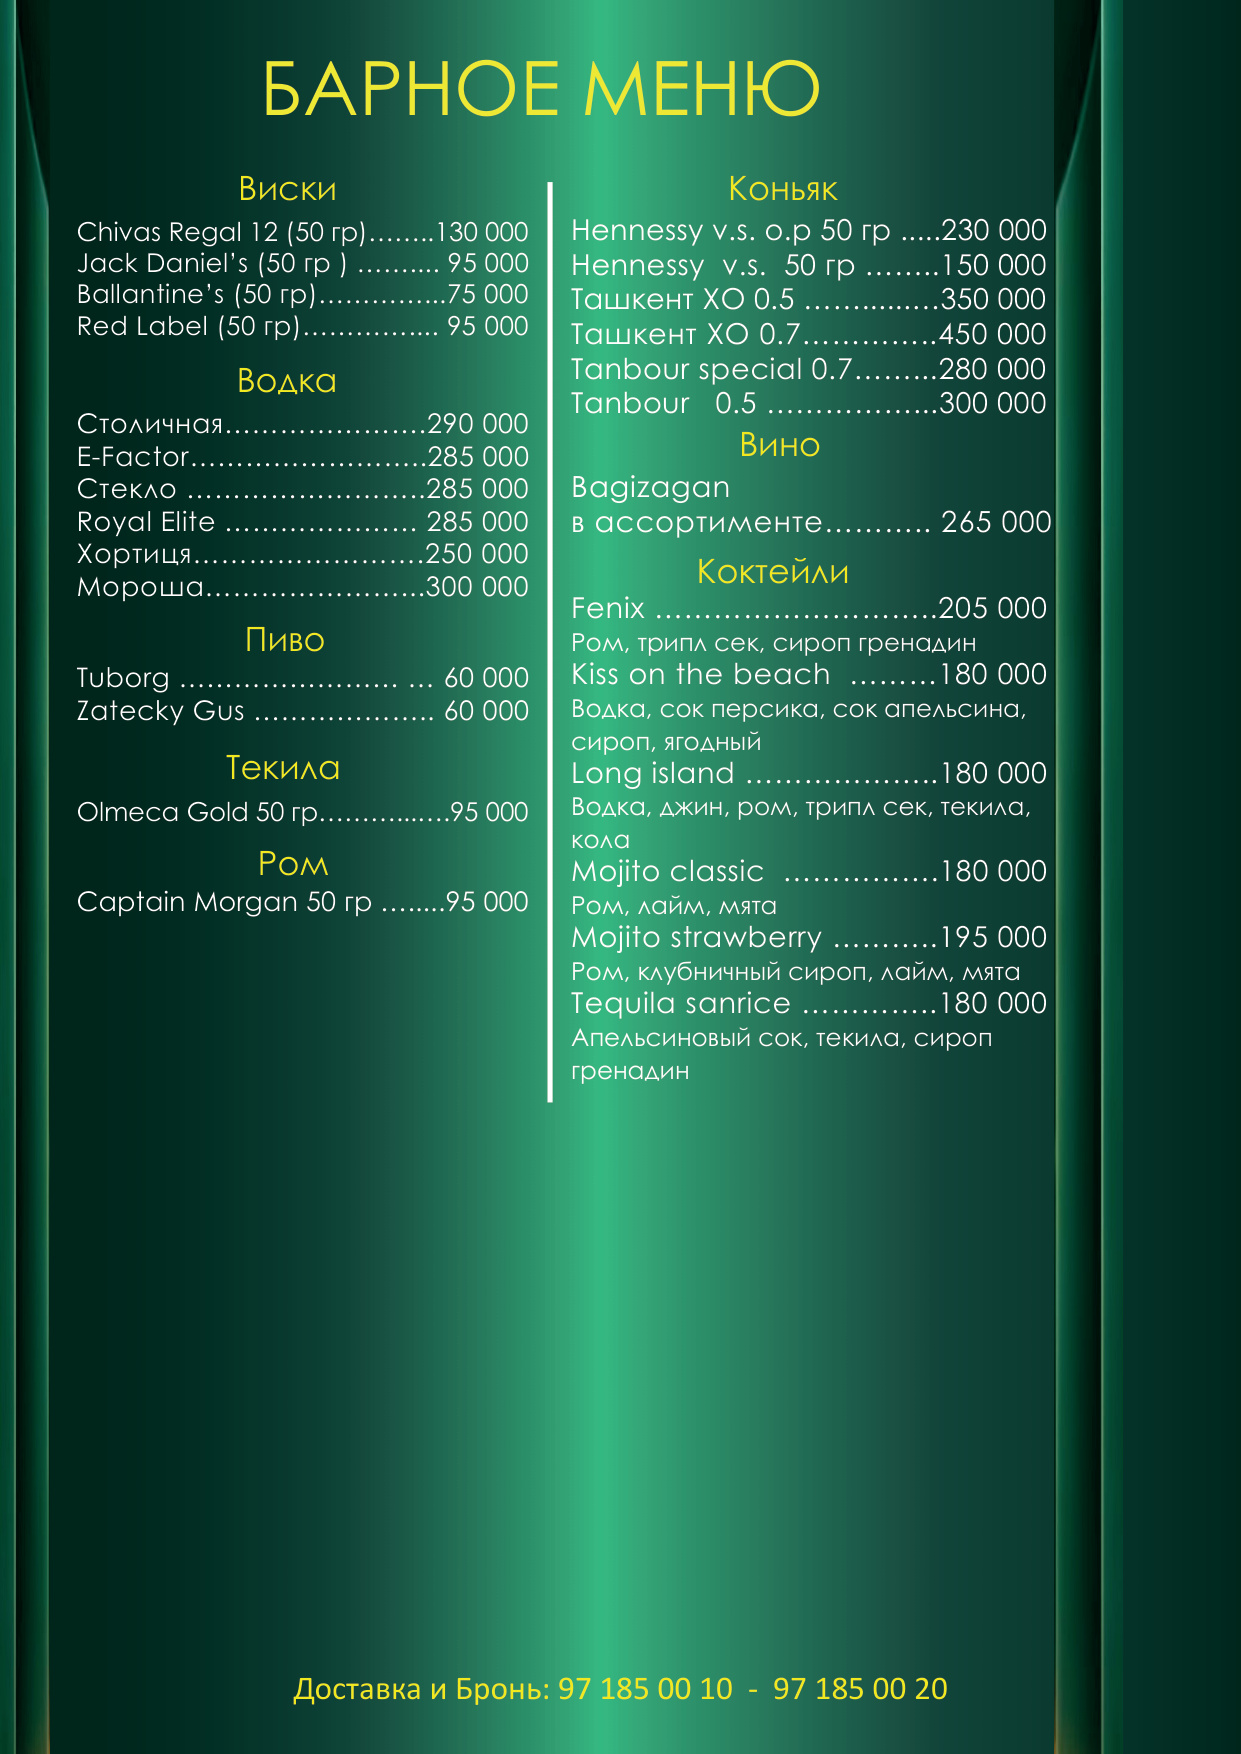 БАРНОЕ МЕНЮ
Виски
Chivas Regal 12 (50 гр)……..130 000
Jack Daniel’s (50 гр ) ……... 95 000
Ballantine’s (50 гр)…………...75 000
Red Label (50 гр)…………... 95 000
Водка
Столичная………………….290 000
E-Factor…………………….285 000
Стекло …………………….285 000
Royal Elite ………………… 285 000
Хортиця…………………….250 000
Мороша……………………300 000
Пиво
Tuborg …………………… … 60 000
Zatecky Gus ……………….. 60 000
Текила
Olmeca Gold 50 гр………...….95 000
Ром
Captain Morgan 50 гр ….....95 000
Коньяк
Hennessy v.s. o.p 50 гр .....230 000
Hennessy v.s. 50 гр ……..150 000
Ташкент ХО 0.5 ……......…350 000
Ташкент ХО 0.7…………..450 000
Tanbour special 0.7……...280 000
Tanbour 0.5 ……………...300 000
Вино
Bagizagan
в ассортименте……….. 265 000
Коктейли
Fenix ……………………….205 000
Ром, трипл сек, сироп гренадин
Kiss on the beach ………180 000
Водка, сок персика, сок апельсина,
сироп, ягодный
Long island ………………..180 000
Водка, джин, ром, трипл сек, текила,
кола
Mojito classic …………….180 000
Ром, лайм, мята
Mojito strawberry ………..195 000
Ром, клубничный сироп, лайм, мята
Tequila sanrice …………..180 000
Апельсиновый сок, текила, сироп
гренадин
Доставка и Бронь: 97 185 00 10 - 97 185 00 20